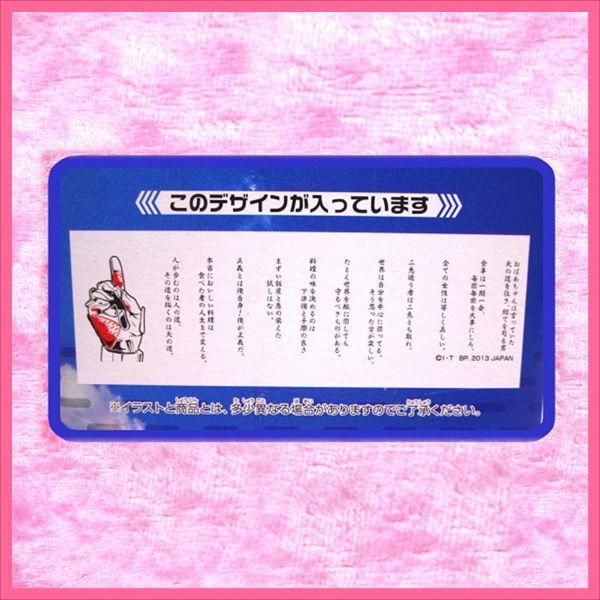 このデザインが入っています
おばあちゃんは言っていた
天の道を往き、総てを司る男
食事は一期一会、
毎回毎回を大事にしろ。
全ての女性は等しく美しい。
二兎追う者は二兎とも取れ。
世界は自分を中心に回ってる。
そう思った方が楽しい。
たとえ世界を敵に回しても
守るべきものがある。
料理の味を決めるのは
下準備と手際の良さ
まずい飯屋と悪の栄えた
試しはない。
正義とは俺自身！俺が正義だ。
本当においしい料理は
食べた者の人生まで変える。
人が歩むのは人の道、
その道を拓くのは天の道。
©I・T BP. 2013 JAPAN
※イラストと商品とは、多少異なる場合がありますのでご了承ください。